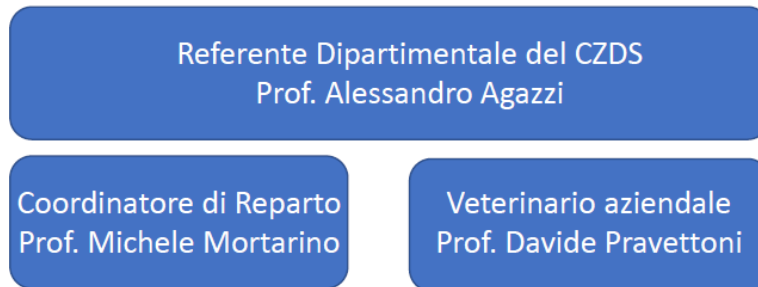 Referente Dipartimentale del CZDS
Prof. Alessandro Agazzi
Coordinatore di Reparto
Prof. Michele Mortarino
Veterinario aziendale
Prof. Davide Pravettoni